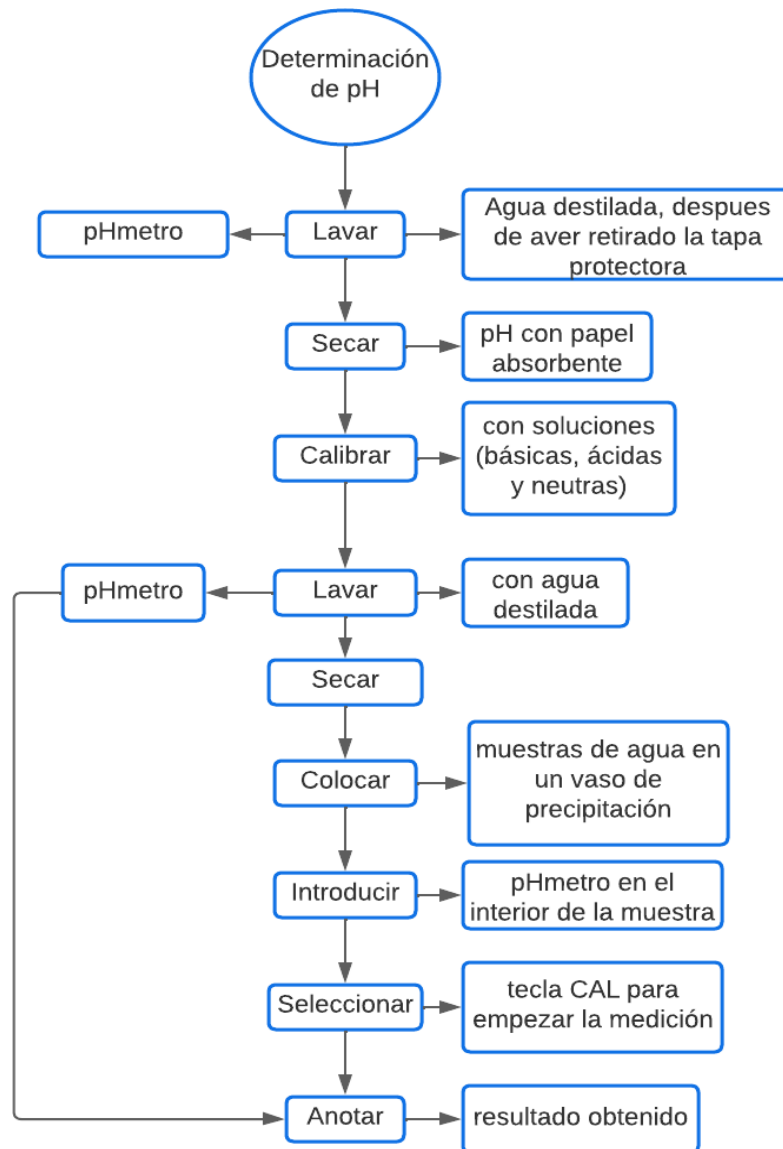 Determinación
de pH
pHmetro
Lavar
Agua destilada, despues
de aver retirado la tapa
protectora
Secar
pH con papel
absorbente
Calibrar
con soluciones
(básicas, ácidas
y neutras)
pHmetro
Lavar
con agua
destilada
Secar
Colocar
muestras de agua en
un vaso de
precipitación
Introducir
pHmetro en el
interior de la muestra
Seleccionar
tecla CAL para
empezar la medición
Anotar
resultado obtenido